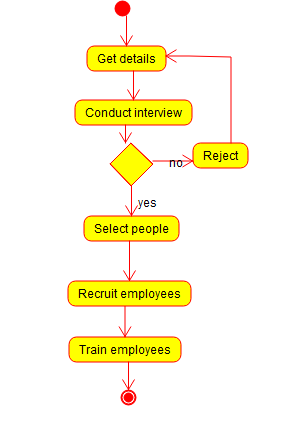 Get details
Conduct interview
no
Reject
yes
Select people
Recruit employees
Train employees